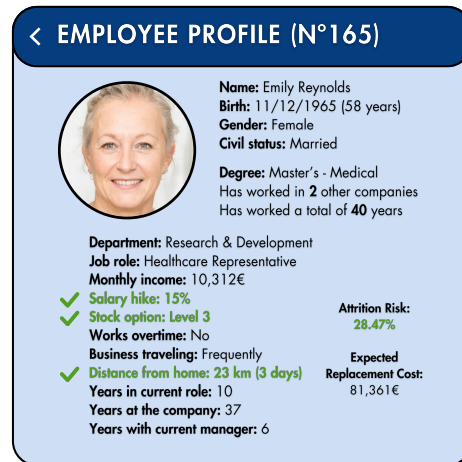 EMPLOYEE PROFILE (N°165)
Name: Emily Reynolds
Birth: 11/12/1965 (58 years)
Gender: Female
Civil status: Married
Degree: Master's - Medical
Has worked in 2 other companies
Has worked a total of 40 years
Department: Research & Development
Job role: Healthcare Representative
Monthly income: 10,312€
Salary hike: 15%
Stock option: Level 3
Works overtime: No
Business traveling: Frequently
Distance from home: 23 km (3 days)
Years in current role: 10
Years at the company: 37
Years with current manager: 6
Attrition Risk:
28.47%
Expected
Replacement Cost:
81,361€